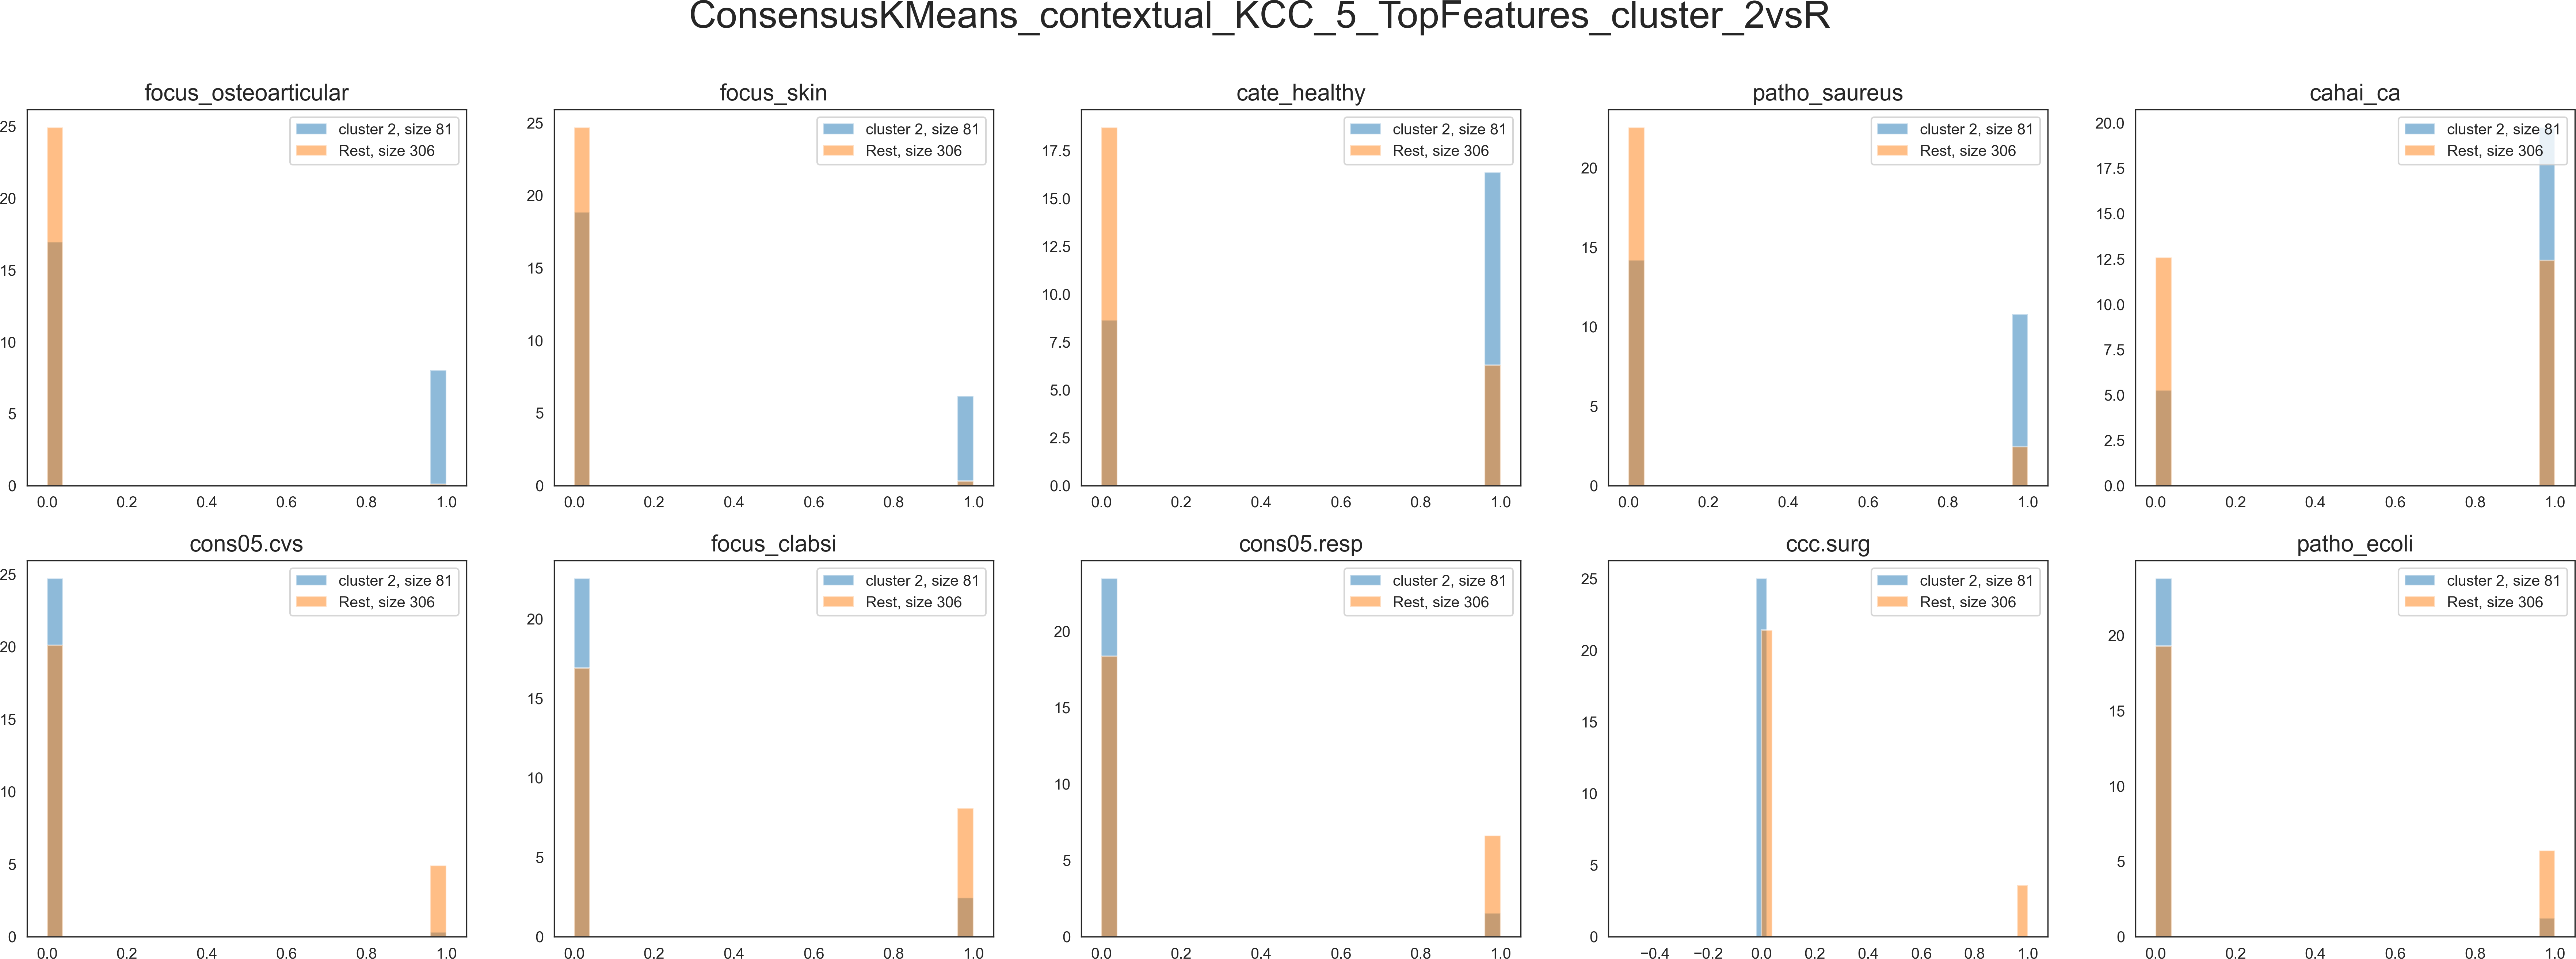 ConsensusKMeans_contextual_KCC_5_TopFeatures_cluster_2vsR
focus_osteoarticular
25
20
15
10
5
0
0.0 0.2 0.4 0.6 0.8 1.0
cluster 2, size 81
Rest, size 306
focus_skin
25
20
15
10
5
0
0.0 0.2 0.4 0.6 0.8 1.0
cluster 2, size 81
Rest, size 306
cate_healthy
17.5
15.0
12.5
10.0
7.5
5.0
2.5
0.0
0.0 0.2 0.4 0.6 0.8 1.0
cluster 2, size 81
Rest, size 306
patho_saureus
20
15
10
5
0
0.0 0.2 0.4 0.6 0.8 1.0
cluster 2, size 81
Rest, size 306
cahai_ca
20.0
17.5
15.0
12.5
10.0
7.5
5.0
2.5
0.0
0.0 0.2 0.4 0.6 0.8 1.0
cluster 2, size 81
Rest, size 306
cons05.cvs
25
20
15
10
5
0
0.0 0.2 0.4 0.6 0.8 1.0
cluster 2, size 81
Rest, size 306
focus_clabsi
20
15
10
5
0
0.0 0.2 0.4 0.6 0.8 1.0
cluster 2, size 81
Rest, size 306
cons05.resp
20
15
10
5
0
0.0 0.2 0.4 0.6 0.8 1.0
cluster 2, size 81
Rest, size 306
ccc.surg
25
20
15
10
5
0
−0.4 −0.2 0.0 0.2 0.4 0.6 0.8 1.0
cluster 2, size 81
Rest, size 306
patho_ecoli
20
15
10
5
0
0.0 0.2 0.4 0.6 0.8 1.0
cluster 2, size 81
Rest, size 306